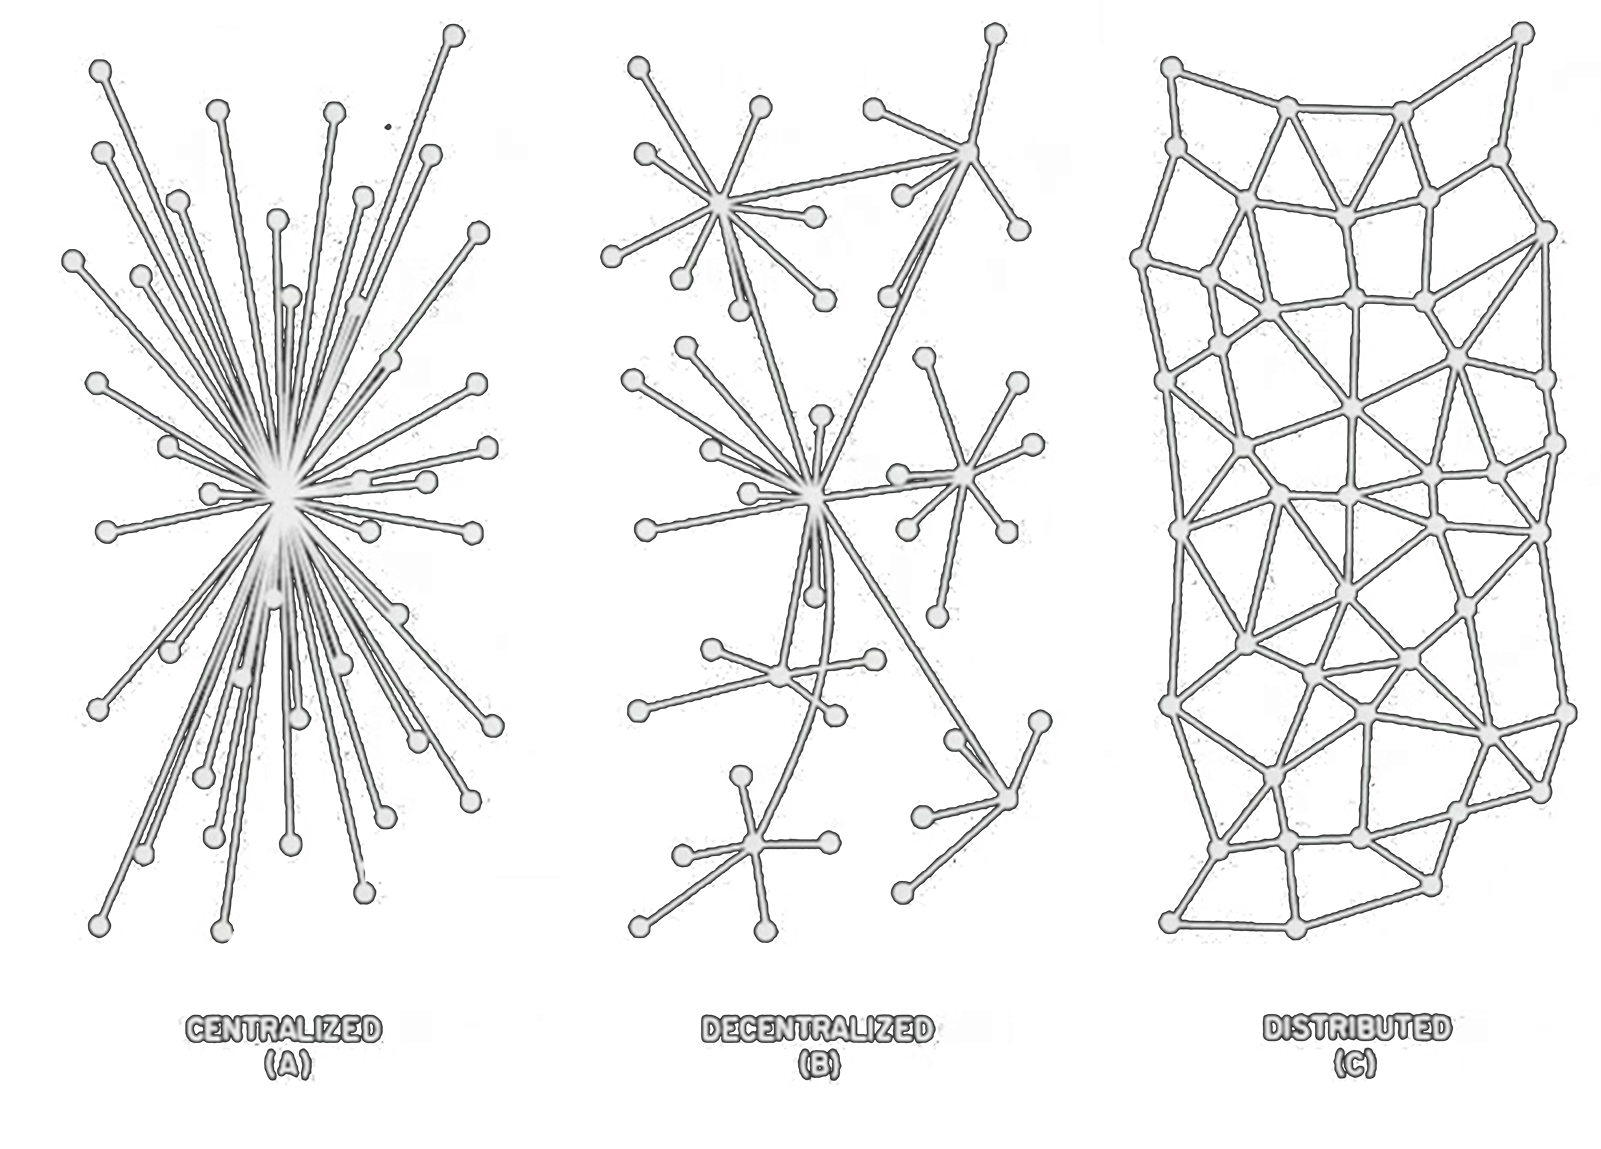 CENTRALIZED
(A)
DECENTRALIZED
(B)
DISTRIBUTED
(C)